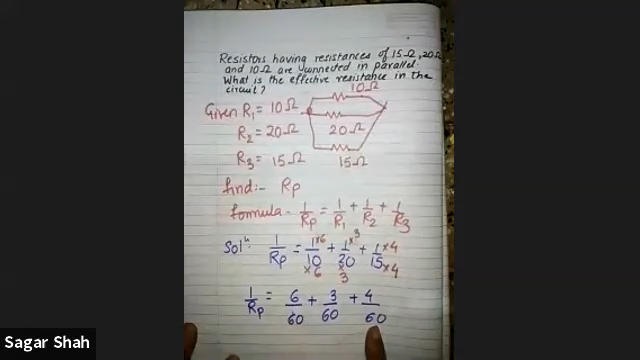 Resistors having resistances of 15Ω, 20Ω
and 10Ω are connected in parallel.
What is the effective resistance in the
circuit?
10Ω
20Ω
15Ω
Given R₁ = 10Ω
R₂ = 20Ω
R₃ = 15Ω
find:- Rp
formula - 1/Rp = 1/R₁ + 1/R₂ + 1/R₃
Solⁿ: 1/Rp = 1×6/10×6 + 1×3/20×3 + 1×4/15×4
1/Rp = 6/60 + 3/60 + 4/60
Sagar Shah